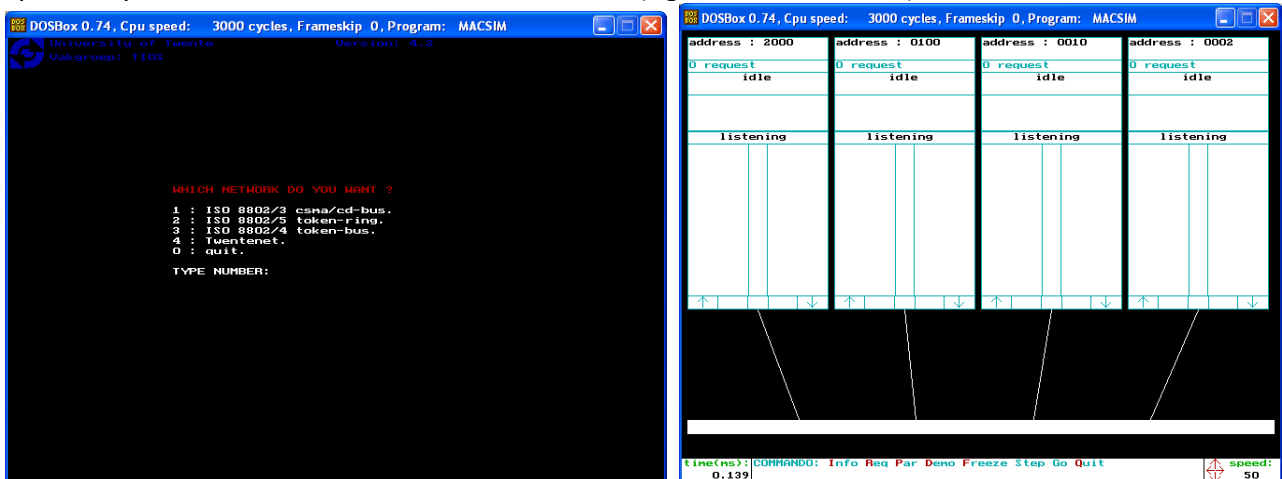 DOSBox 0.74, Cpu speed: 3000 cycles, Frameskip 0, Program: MACSIM
University of Twente Version: 4.2
Vakgroep: TIOS
WHICH NETWORK DO YOU WANT ?
1 : ISO 8802/3 csma/cd-bus.
2 : ISO 8802/5 token-ring.
3 : ISO 8802/4 token-bus.
4 : Twentenet.
0 : quit.
TYPE NUMBER:
DOSBox 0.74, Cpu speed: 3000 cycles, Frameskip 0, Program: MACSIM
address : 2000 address : 0100 address : 0010 address : 0002
0 request 0 request 0 request 0 request
idle idle idle idle
listening listening listening listening
time(ms): COMMANDO: Info Req Par Demo Freeze Step Go Quit speed:
0.139 50